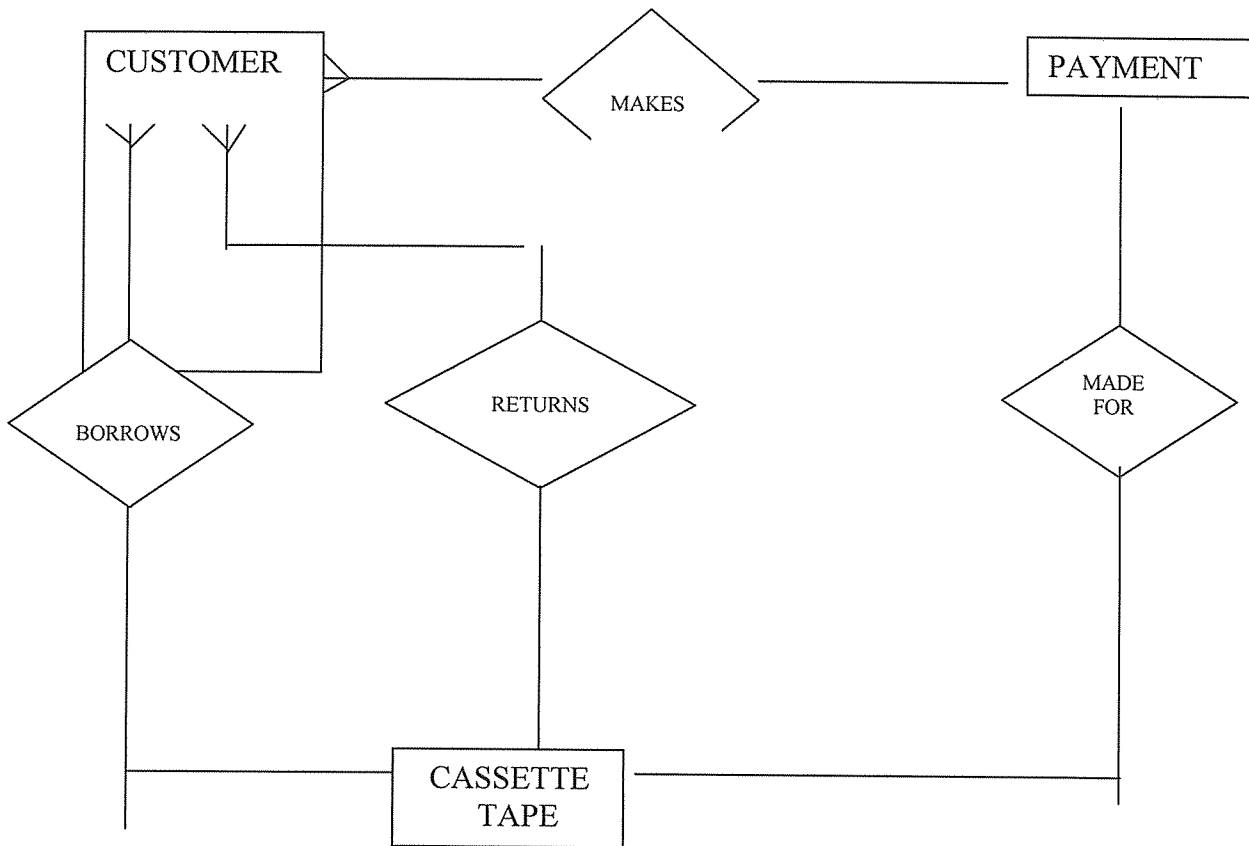 CUSTOMER
MAKES
PAYMENT
BORROWS
RETURNS
MADE
FOR
CASSETTE
TAPE